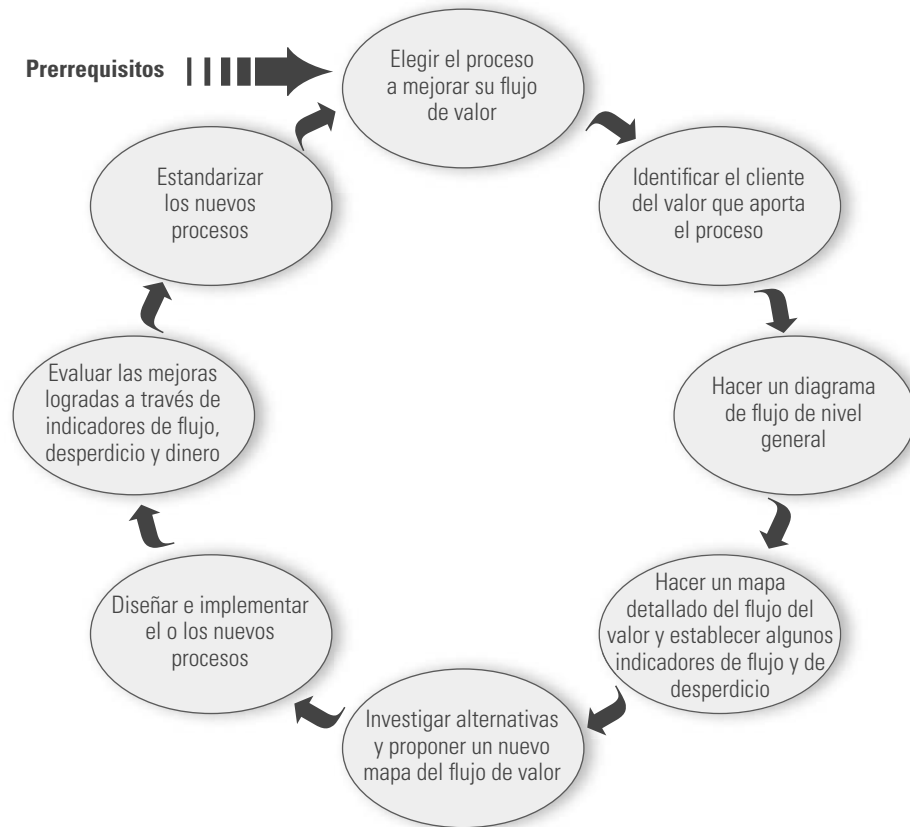 Prerrequisitos
Elegir el proceso
a mejorar su flujo
de valor
Identificar el cliente
del valor que aporta
el proceso
Hacer un diagrama
de flujo de nivel
general
Hacer un mapa
detallado del flujo del
valor y establecer algunos
indicadores de flujo y de
desperdicio
Investigar alternativas
y proponer un nuevo
mapa del flujo de valor
Diseñar e implementar
el o los nuevos
procesos
Evaluar las mejoras
logradas a través de
indicadores de flujo,
desperdicio y dinero
Estandarizar
los nuevos
procesos